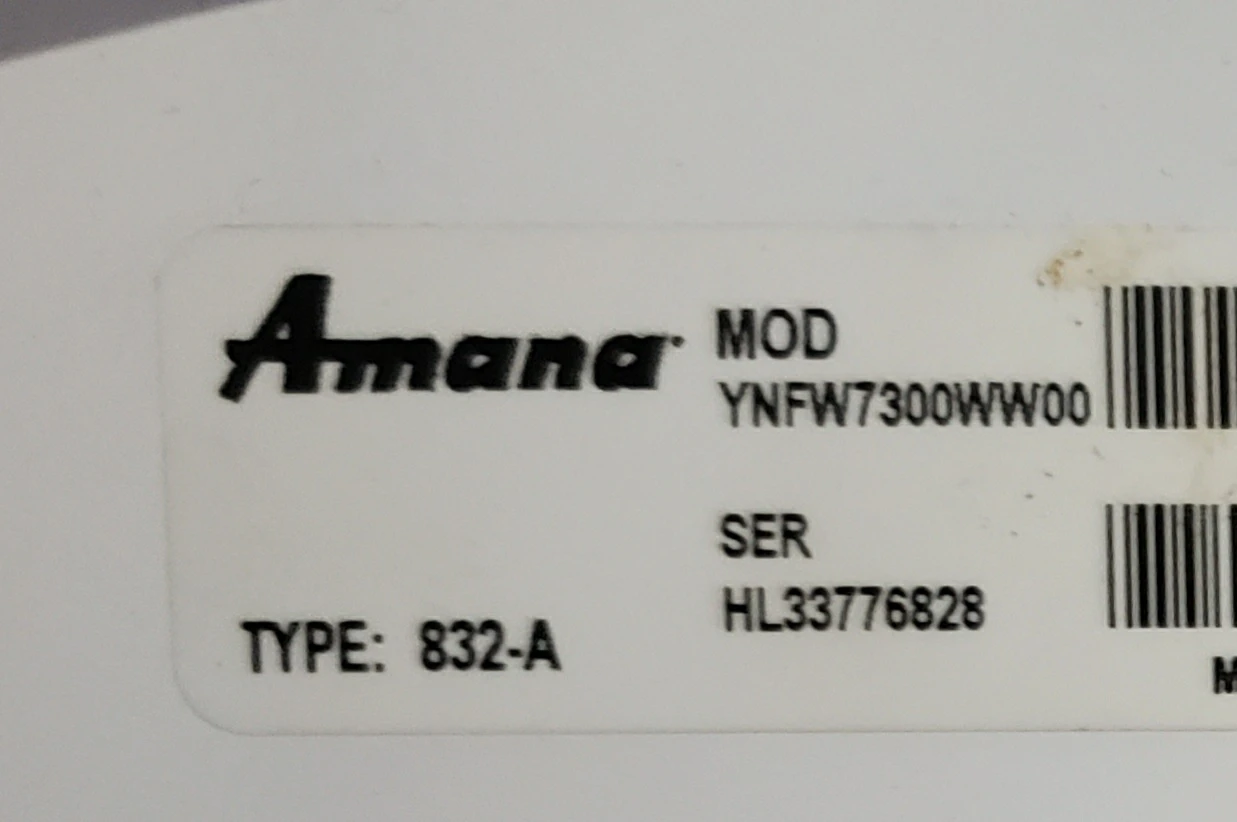 Amana
MOD
YNFW7300WW00
SER
HL33776828
TYPE: 832-A
M